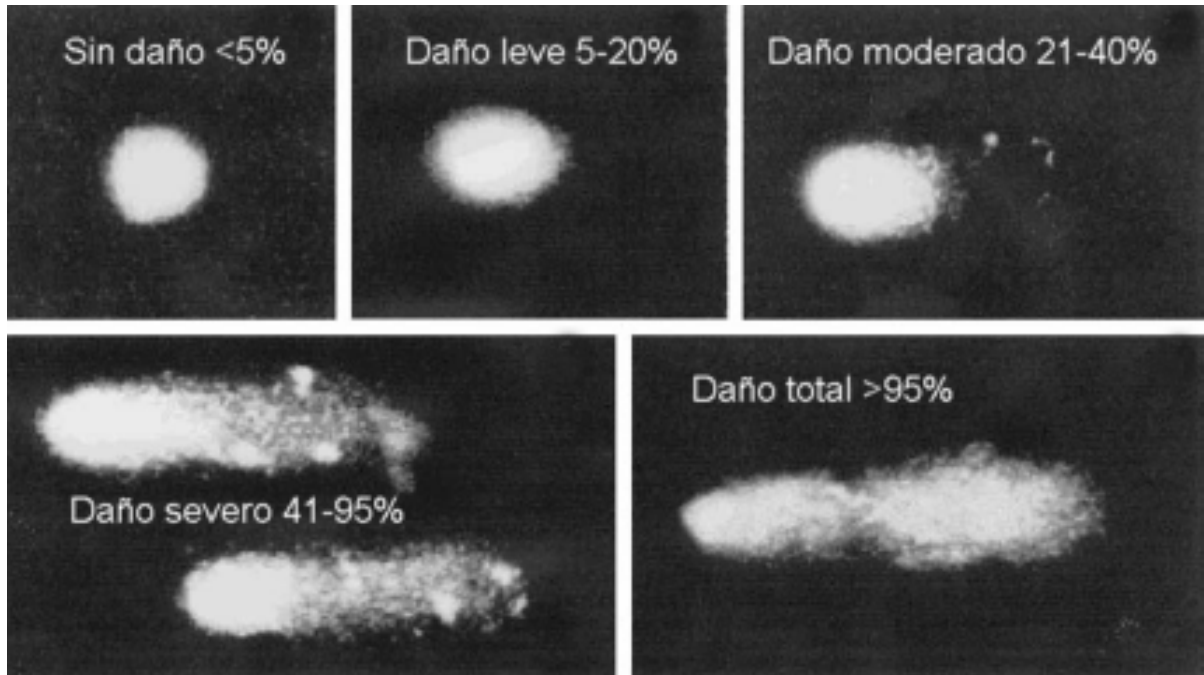 Sin daño <5%
Daño leve 5-20%
Daño moderado 21-40%
Daño severo 41-95%
Daño total >95%